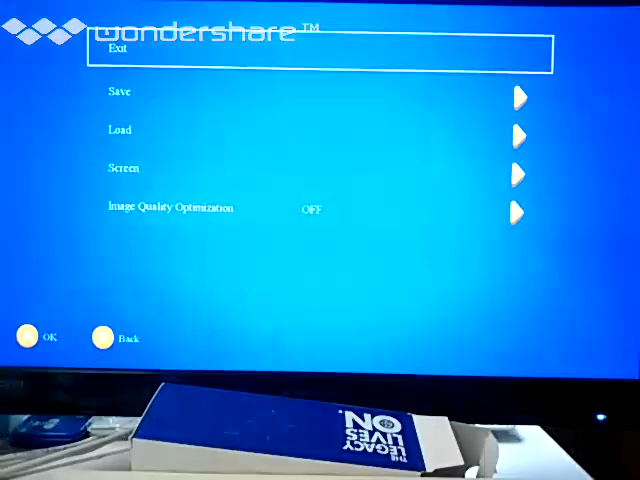 wondershare™
Exit
Save
Load
Screen
Image Quality Optimization OFF
A OK
Back
THE
LEGACY
LIVES
ON.